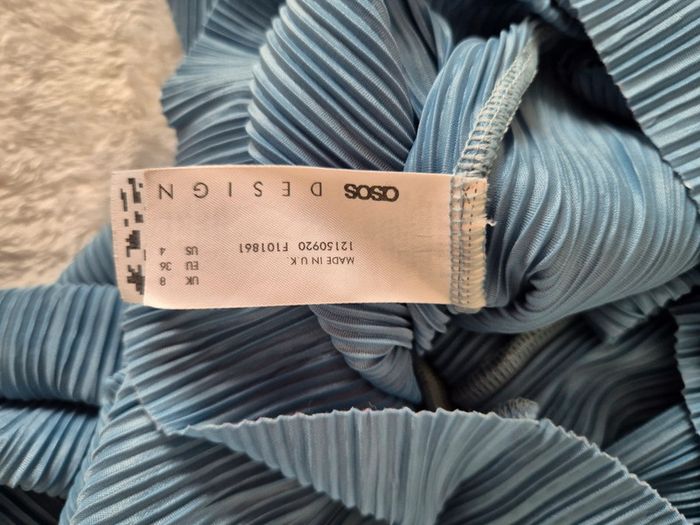 asos DESIGN
12150920 F101861
MADE IN U.K.
UK EU US
8 36 4